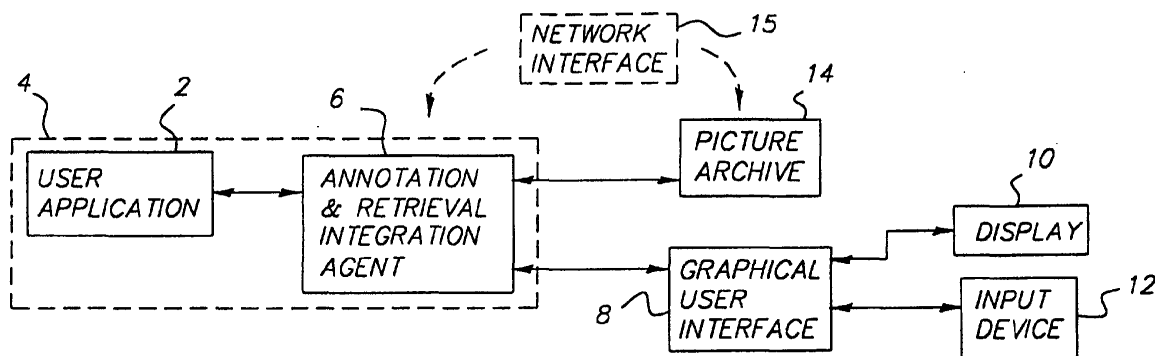 NETWORK
INTERFACE
15
4
2
6
14
USER
APPLICATION
ANNOTATION
& RETRIEVAL
INTEGRATION
AGENT
PICTURE
ARCHIVE
10
DISPLAY
GRAPHICAL
USER
INTERFACE
8
INPUT
DEVICE
12